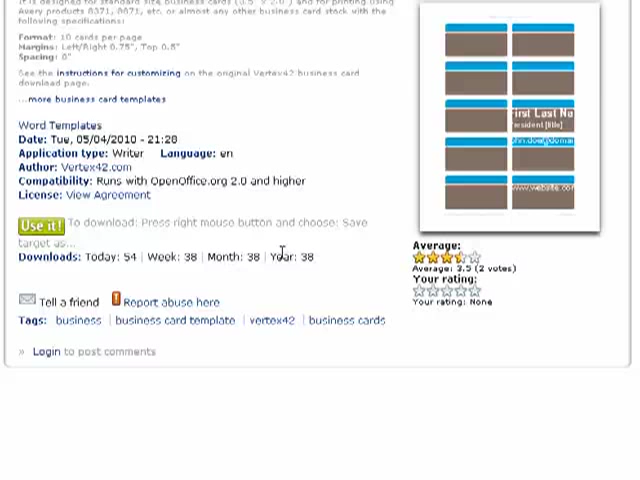 It is designed for standard size business cards (3.5" x 2.0") and for printing using
Avery products 8371, 8871, etc. or almost any other business card stock with the
following specifications:
Format: 10 cards per page
Margins: Left/Right 0.75", Top 0.5"
Spacing: 0"
See the instructions for customizing on the original Vertex42 business card
download page.
...more business card templates
Word Templates
Date: Tue, 05/04/2010 - 21:28
Application type: Writer Language: en
Author: Vertex42.com
Compatibility: Runs with OpenOffice.org 2.0 and higher
License: View Agreement
Use it! To download: Press right mouse button and choose: Save
target as...
Downloads: Today: 54 | Week: 38 | Month: 38 | Year: 38
Tell a friend Report abuse here
Tags: business | business card template | vertex42 | business cards
» Login to post comments
First Last Na
resident [title]
ohn.doe@domai
www.website.com
Average:
Average: 3.5 (2 votes)
Your rating:
Your rating: None